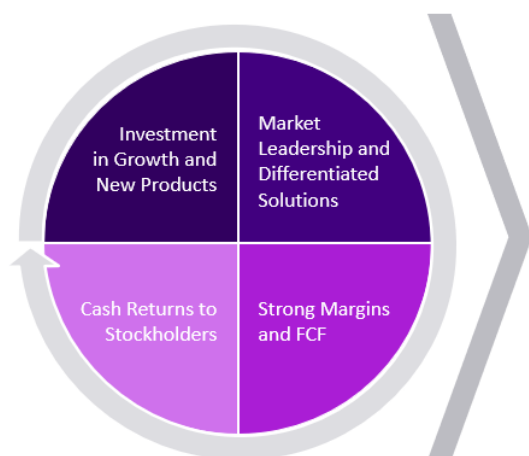 Investment
in Growth and
New Products
Market
Leadership and
Differentiated
Solutions
Cash Returns to
Stockholders
Strong Margins
and FCF